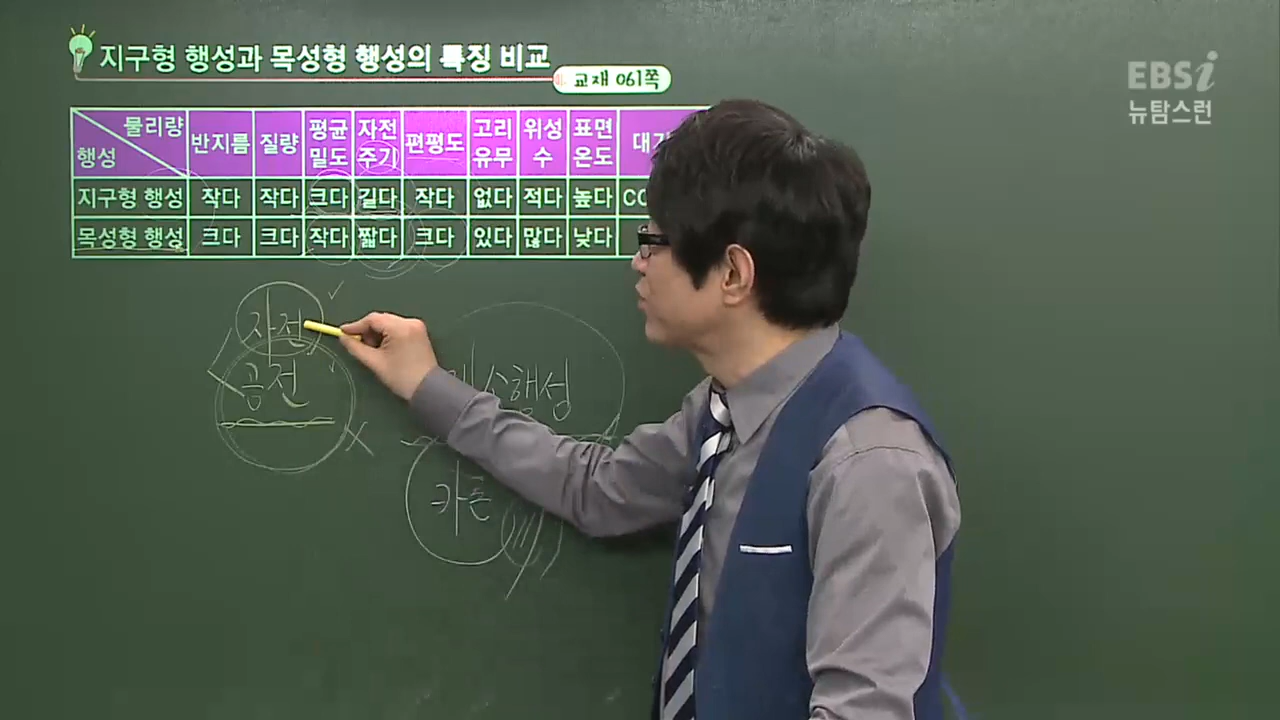 지구형 행성과 목성형 행성의 특징 비교
교재 061쪽
EBSi
뉴탐스런
물리량 행성 반지름 질량 평균 밀도 자전 주기 편평도 고리 유무 위성 수 표면 온도 대기
지구형 행성 작다 작다 크다 길다 작다 없다 적다 높다
목성형 행성 크다 크다 작다 짧다 크다 있다 많다 낮다
자전
공전
소행성
카론